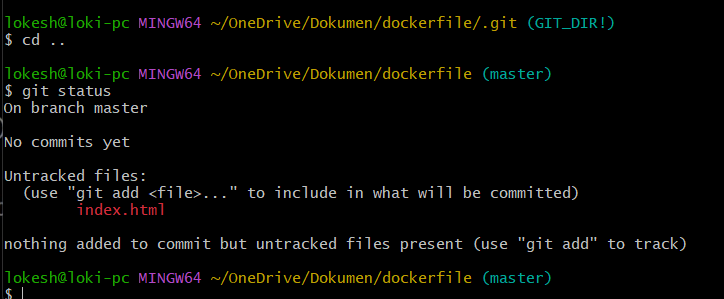 lokesh@loki-pc MINGW64 ~/OneDrive/Dokumen/dockerfile/.git (GIT_DIR!)
$ cd ..
lokesh@loki-pc MINGW64 ~/OneDrive/Dokumen/dockerfile (master)
$ git status
On branch master
No commits yet
Untracked files:
  (use "git add <file>..." to include in what will be committed)
        index.html
nothing added to commit but untracked files present (use "git add" to track)
lokesh@loki-pc MINGW64 ~/OneDrive/Dokumen/dockerfile (master)
$